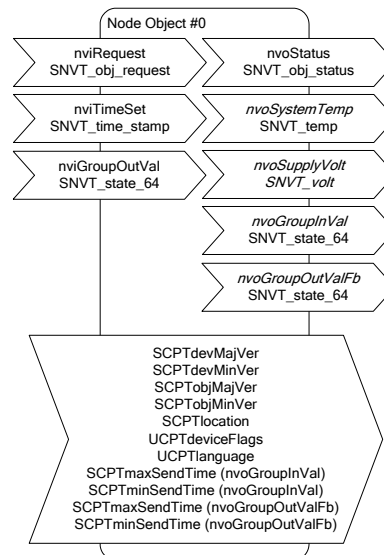 Node Object #0
nviRequest
SNVT_obj_request
nvoStatus
SNVT_obj_status
nviTimeSet
SNVT_time_stamp
nvoSystemTemp
SNVT_temp
nviGroupOutVal
SNVT_state_64
nvoSupplyVolt
SNVT_volt
nvoGroupInVal
SNVT_state_64
nvoGroupOutValFb
SNVT_state_64
SCPTdevMajVer
SCPTdevMinVer
SCPTobjMajVer
SCPTobjMinVer
SCPTlocation
UCPTdeviceFlags
UCPTlanguage
SCPTmaxSendTime (nvoGroupInVal)
SCPTminSendTime (nvoGroupInVal)
SCPTmaxSendTime (nvoGroupOutValFb)
SCPTminSendTime (nvoGroupOutValFb)